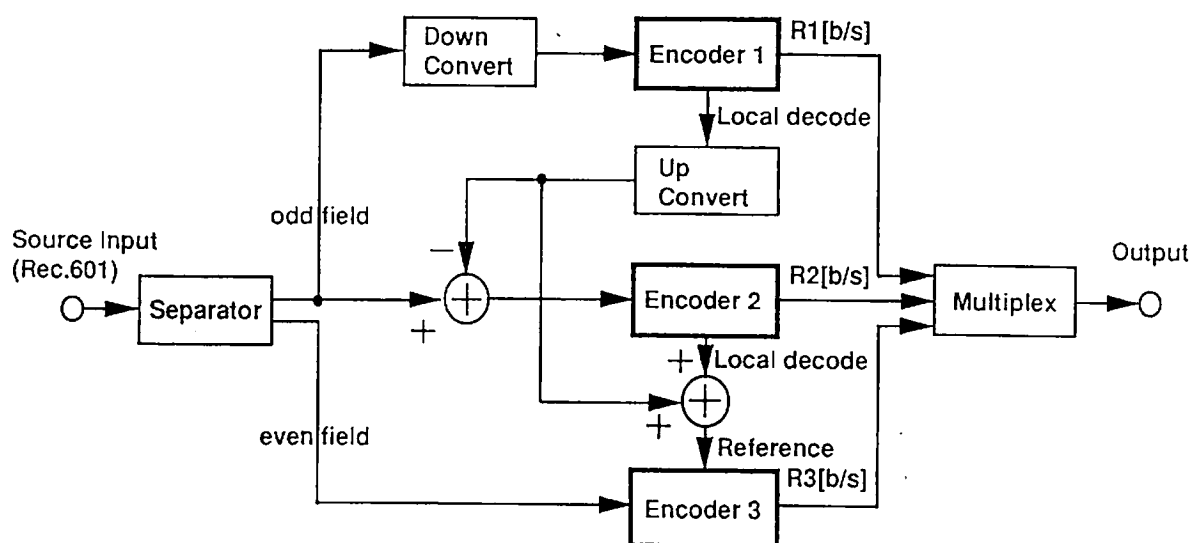 Down
Convert
Encoder 1
R1[b/s]
Local decode
Up
Convert
odd field
Source Input
(Rec.601)
Separator
−
+
+
Encoder 2
R2[b/s]
Multiplex
Output
+
Local decode
+
+
even field
Reference
Encoder 3
R3[b/s]